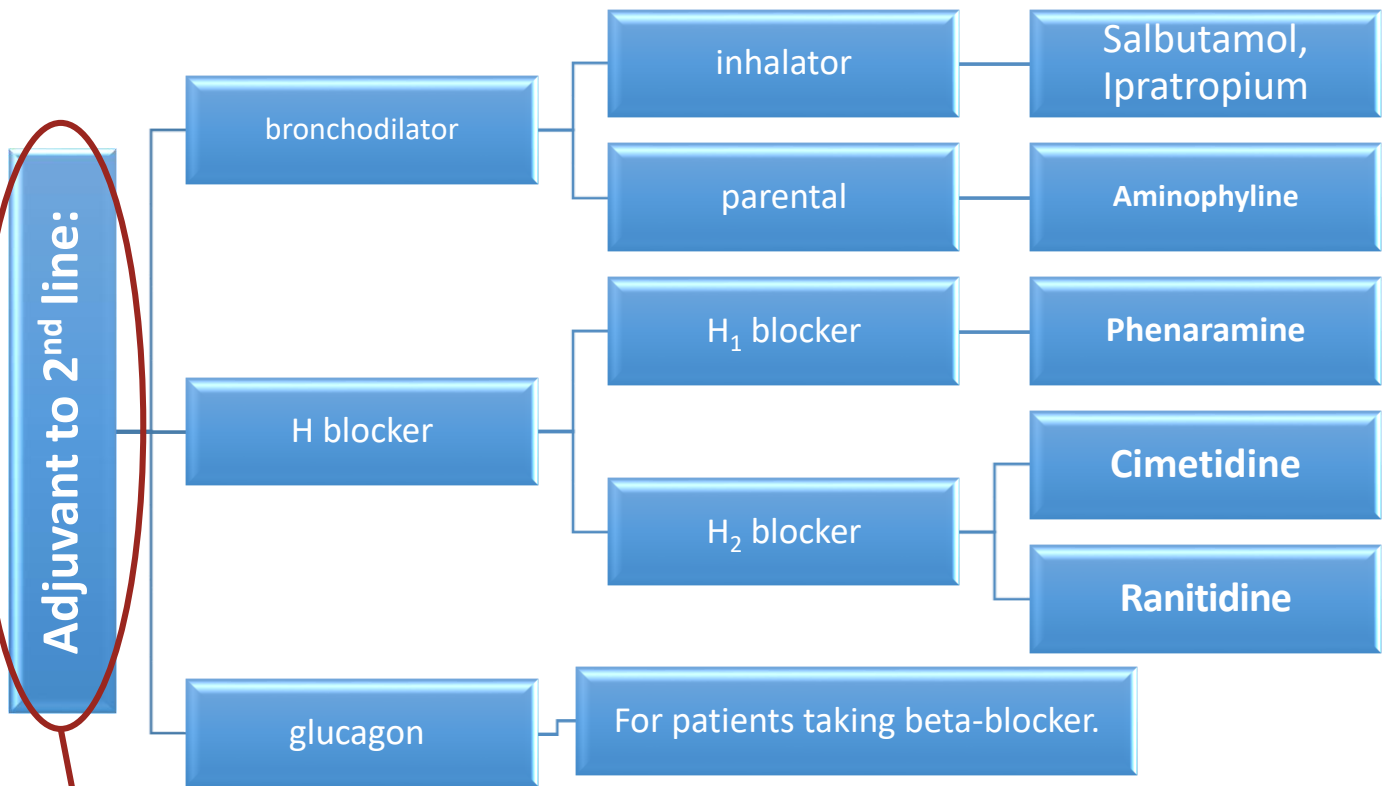 Adjuvant to 2nd line:
bronchodilator
inhalator
Salbutamol,
Ipratropium
parental
Aminophyline
H blocker
H₁ blocker
Phenaramine
H₂ blocker
Cimetidine
Ranitidine
glucagon
For patients taking beta-blocker.